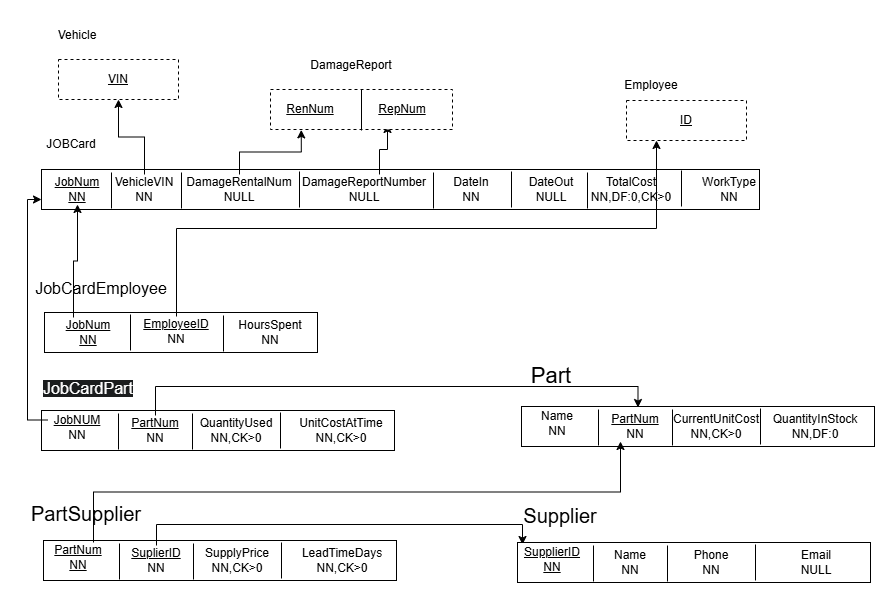 Vehicle
VIN
DamageReport
RenNum RepNum
Employee
ID
JOBCard
JobNum VehicleVIN DamageRentalNum DamageReportNumber DateIn DateOut TotalCost WorkType
NN NN NULL NULL NN NULL NN,DF:0,CK>0 NN
JobCardEmployee
JobNum EmployeeID HoursSpent
NN NN NN
JobCardPart
JobNUM PartNum QuantityUsed UnitCostAtTime
NN NN NN,CK>0 NN,CK>0
Part
Name PartNum CurrentUnitCost QuantityInStock
NN NN NN,CK>0 NN,DF:0
PartSupplier
PartNum SuplierID SupplyPrice LeadTimeDays
NN NN NN,CK>0 NN,CK>0
Supplier
SupplierID Name Phone Email
NN NN NN NULL